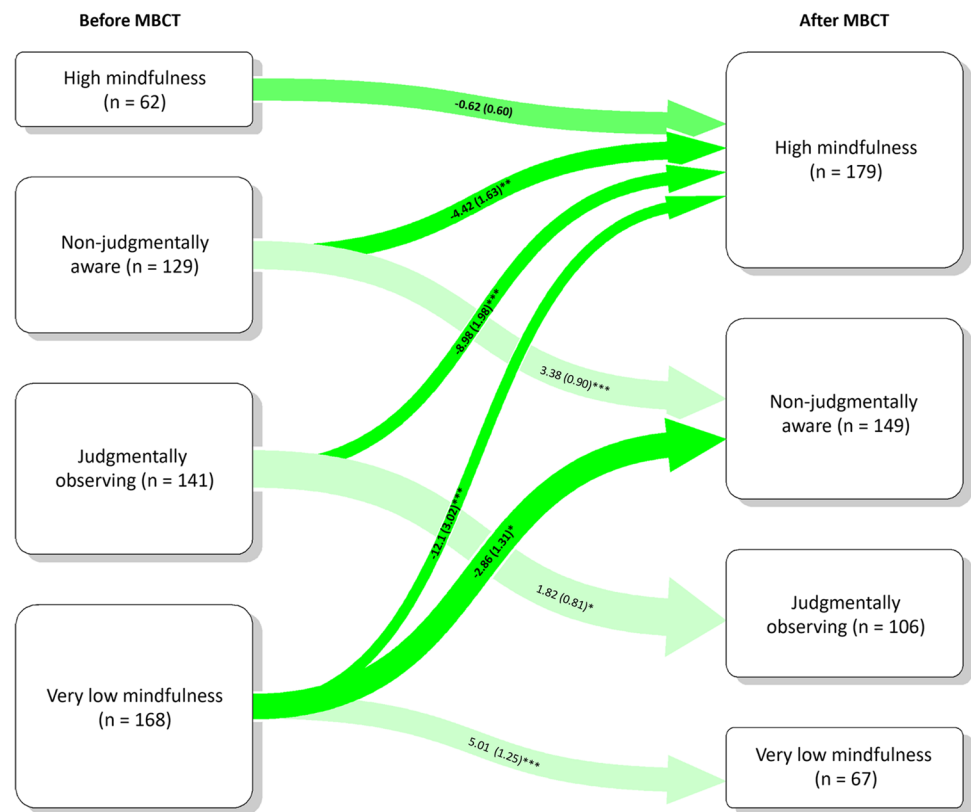 Before MBCT
After MBCT
High mindfulness
(n = 62)
-0.62 (0.60)
High mindfulness
(n = 179)
-4.42 (1.63)**
Non-judgmentally
aware (n = 129)
-8.98 (1.98)***
3.38 (0.90)***
Non-judgmentally
aware (n = 149)
Judgmentally
observing (n = 141)
-12.1 (3.02)***
-2.86 (1.31)*
1.82 (0.81)*
Judgmentally
observing (n = 106)
Very low mindfulness
(n = 168)
5.01 (1.25)***
Very low mindfulness
(n = 67)